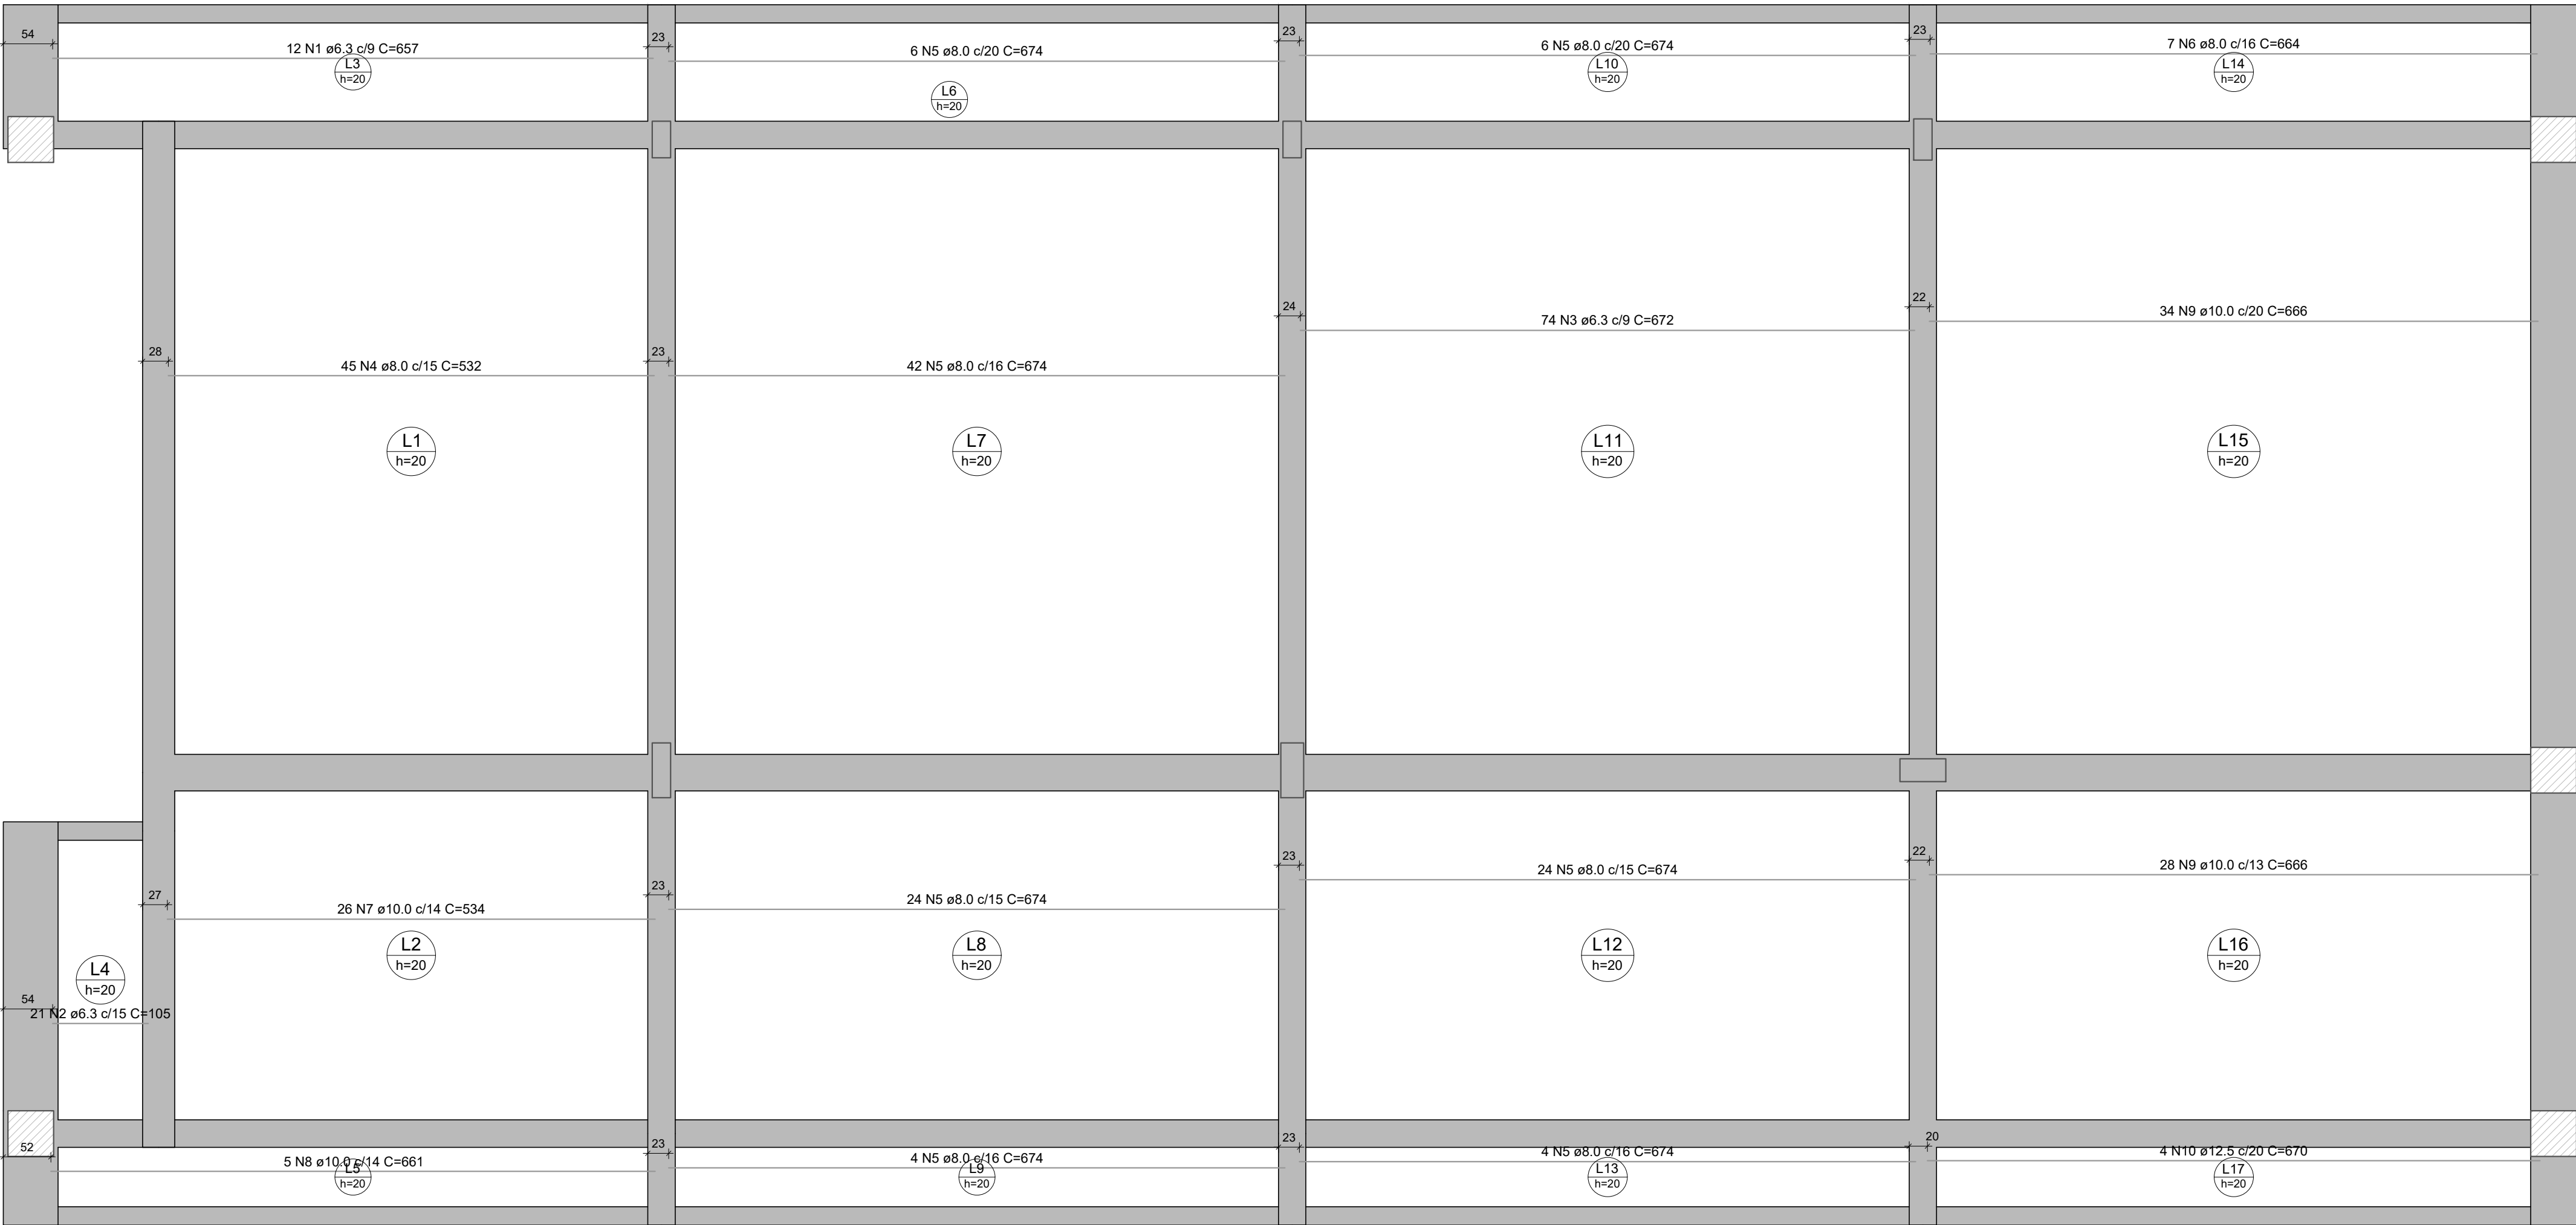 54
12 N1 ø6.3 c/9 C=657
L3
h=20
23
6 N5 ø8.0 c/20 C=674
L6
h=20
23
6 N5 ø8.0 c/20 C=674
L10
h=20
23
7 N6 ø8.0 c/16 C=664
L14
h=20
28
45 N4 ø8.0 c/15 C=532
L1
h=20
23
42 N5 ø8.0 c/16 C=674
L7
h=20
24
74 N3 ø6.3 c/9 C=672
L11
h=20
22
34 N9 ø10.0 c/20 C=666
L15
h=20
54
21 N2 ø6.3 c/15 C=105
L4
h=20
27
26 N7 ø10.0 c/14 C=534
L2
h=20
23
24 N5 ø8.0 c/15 C=674
L8
h=20
23
24 N5 ø8.0 c/15 C=674
L12
h=20
22
28 N9 ø10.0 c/13 C=666
L16
h=20
52
5 N8 ø10.0 c/14 C=661
L5
h=20
23
4 N5 ø8.0 c/16 C=674
L9
h=20
23
4 N5 ø8.0 c/16 C=674
L13
h=20
20
4 N10 ø12.5 c/20 C=670
L17
h=20